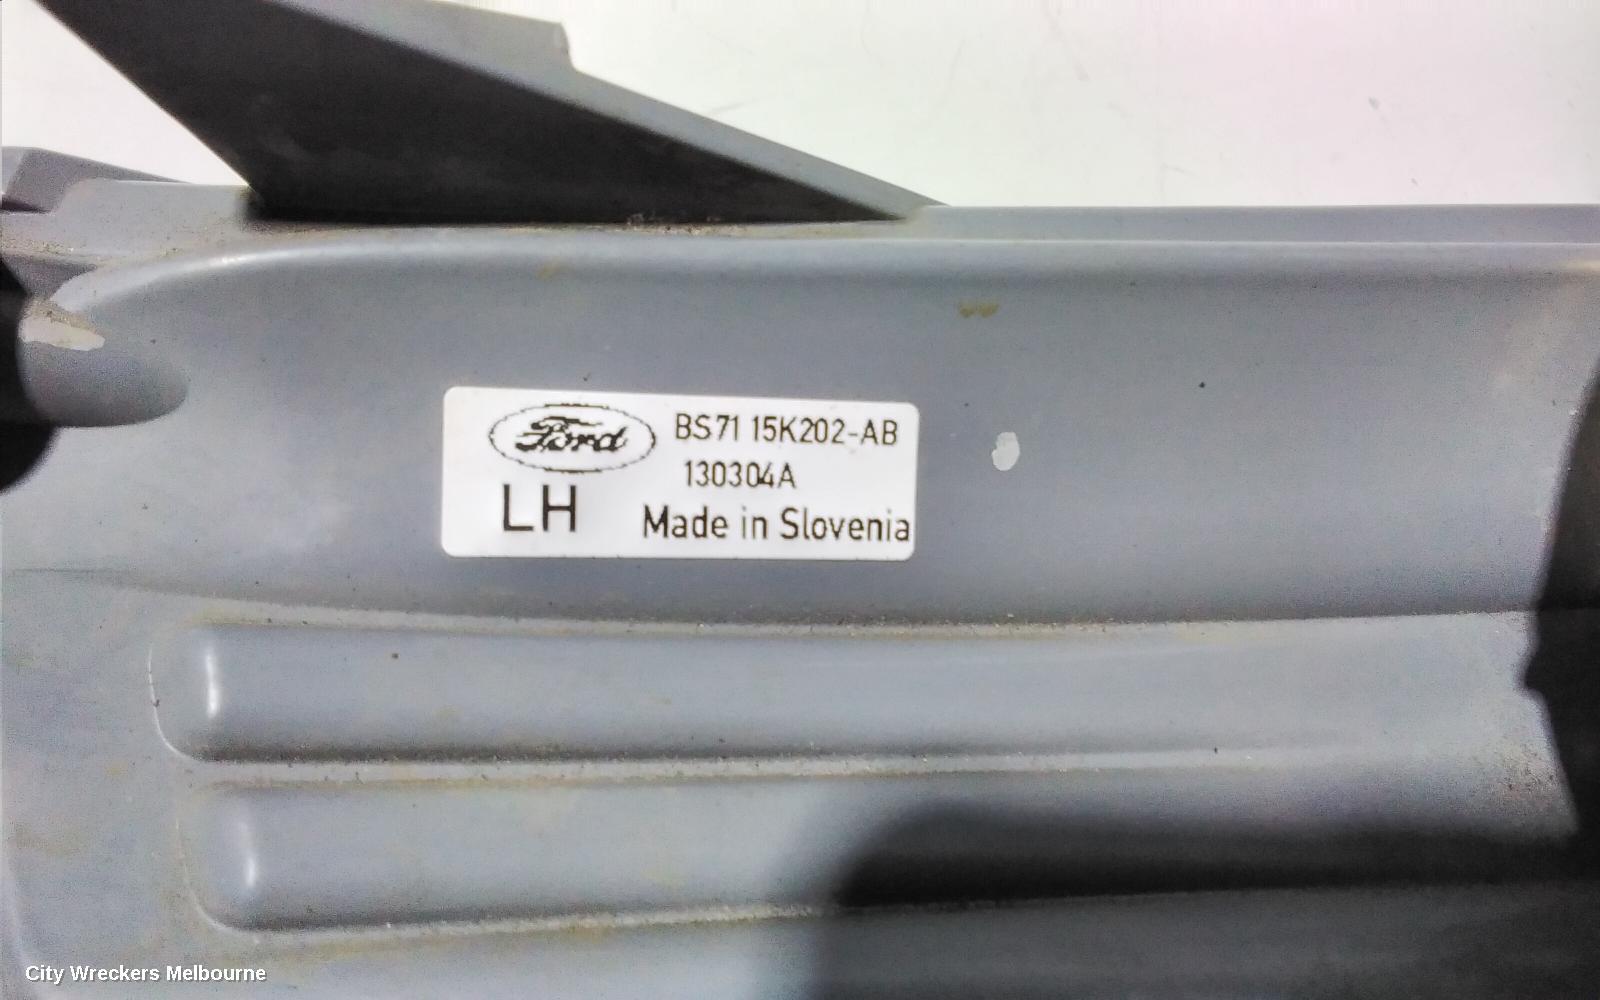 Ford
BS71 15K202-AB
130304A
LH
Made in Slovenia
City Wreckers Melbourne